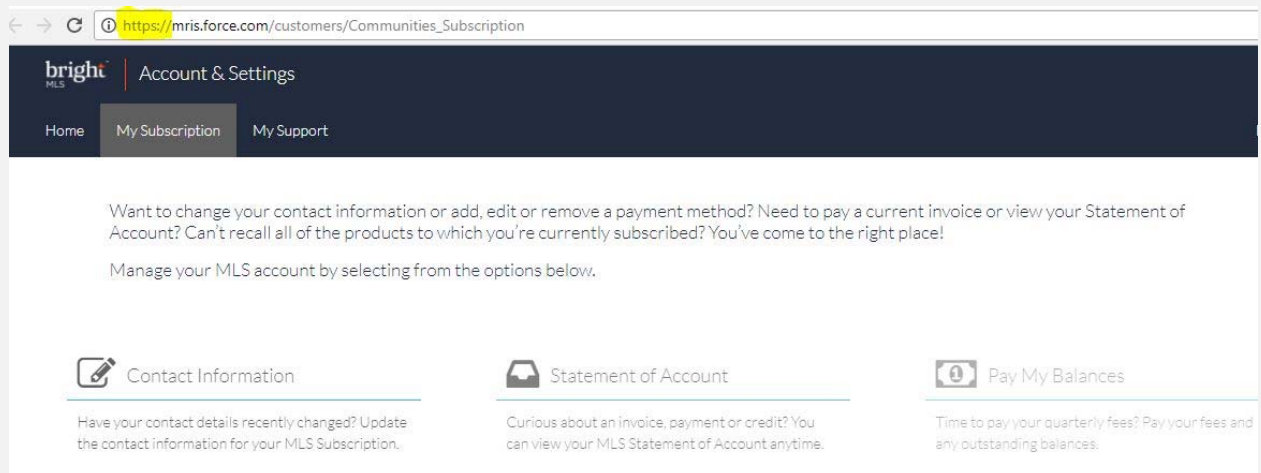 https://mris.force.com/customers/Communities_Subscription
bright MLS Account & Settings
Home My Subscription My Support
Want to change your contact information or add, edit or remove a payment method? Need to pay a current invoice or view your Statement of
Account? Can't recall all of the products to which you're currently subscribed? You've come to the right place!
Manage your MLS account by selecting from the options below.
Contact Information
Have your contact details recently changed? Update
the contact information for your MLS Subscription.
Statement of Account
Curious about an invoice, payment or credit? You
can view your MLS Statement of Account anytime.
Pay My Balances
Time to pay your quarterly fees? Pay your fees and
any outstanding balances.